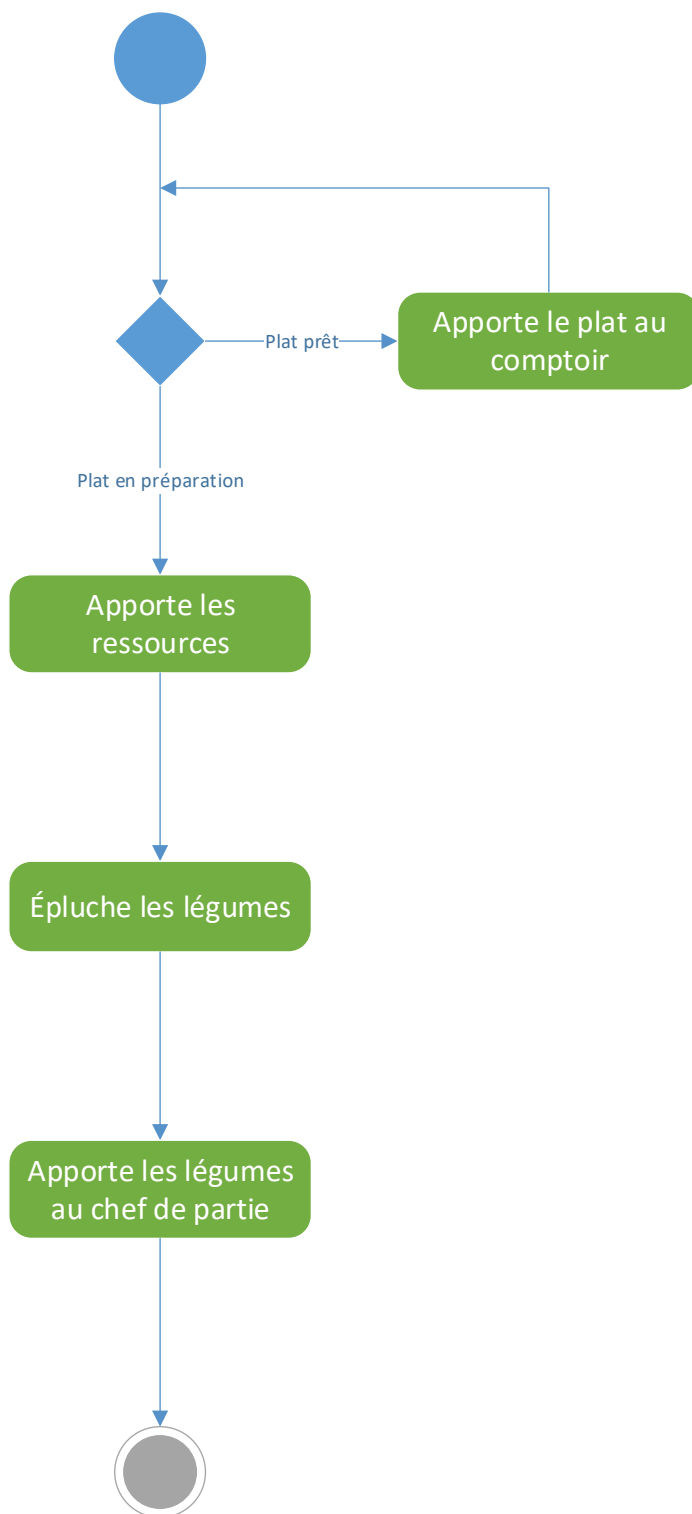 Apporte le plat au
comptoir
Plat prêt
Plat en préparation
Apporte les
ressources
Épluche les légumes
Apporte les légumes
au chef de partie